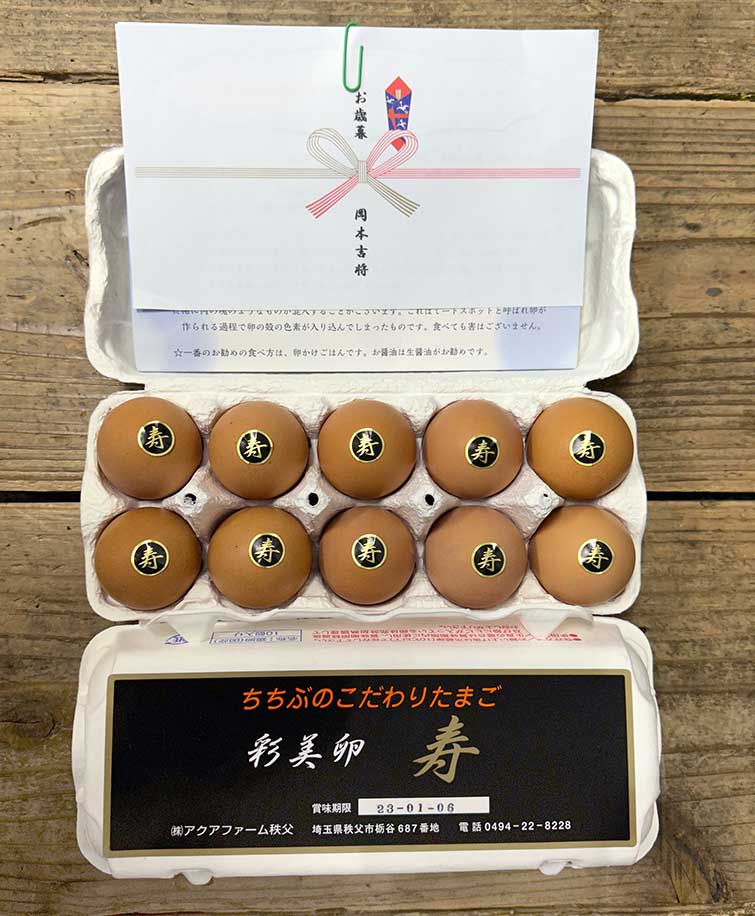 お歳暮
岡本吉将
作られる過程で卵の殻の色素が入り込んでしまったものです。食べても害はございません。
☆一番のお勧めの食べ方は、卵かけごはんです。お醤油は生醤油がお勧めです。
寿 寿 寿 寿 寿
寿 寿 寿 寿 寿
10個入り
ちちぶのこだわりたまご
彩美卵 寿
賞味期限 23-01-06
㈱アクアファーム秩父 埼玉県秩父市栃谷687番地 電話0494-22-8228